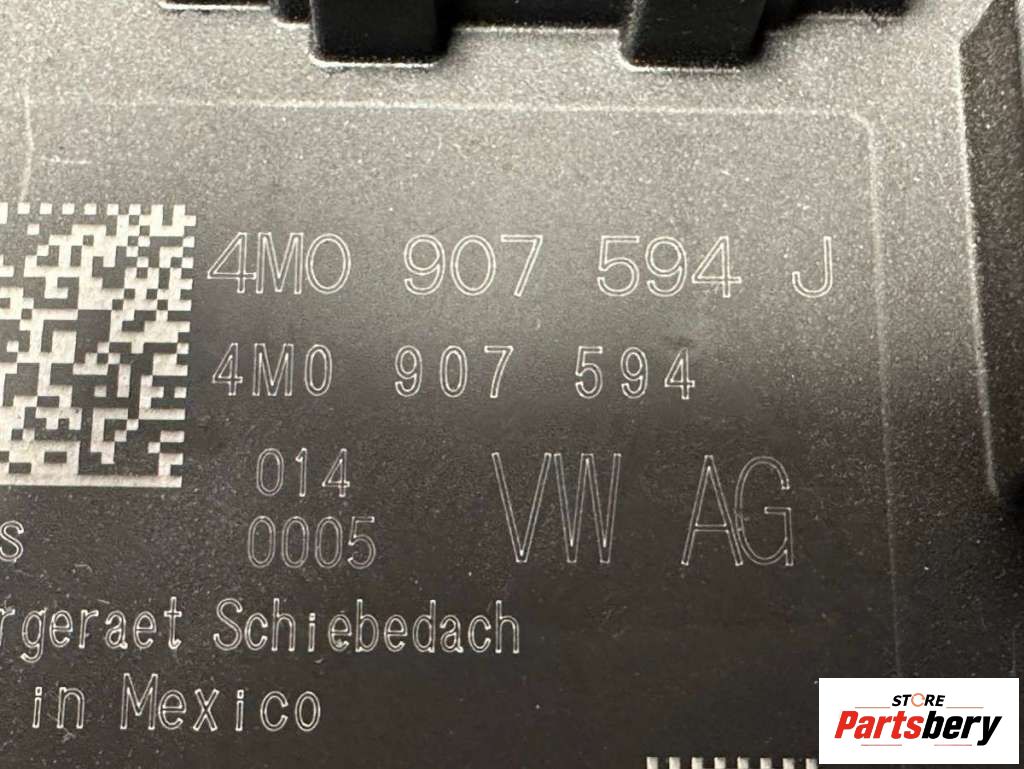 4M0 907 594 J
4M0 907 594
014
VW AG
0005
s
rgeraet Schiebedach
in Mexico
STORE
Partsbery